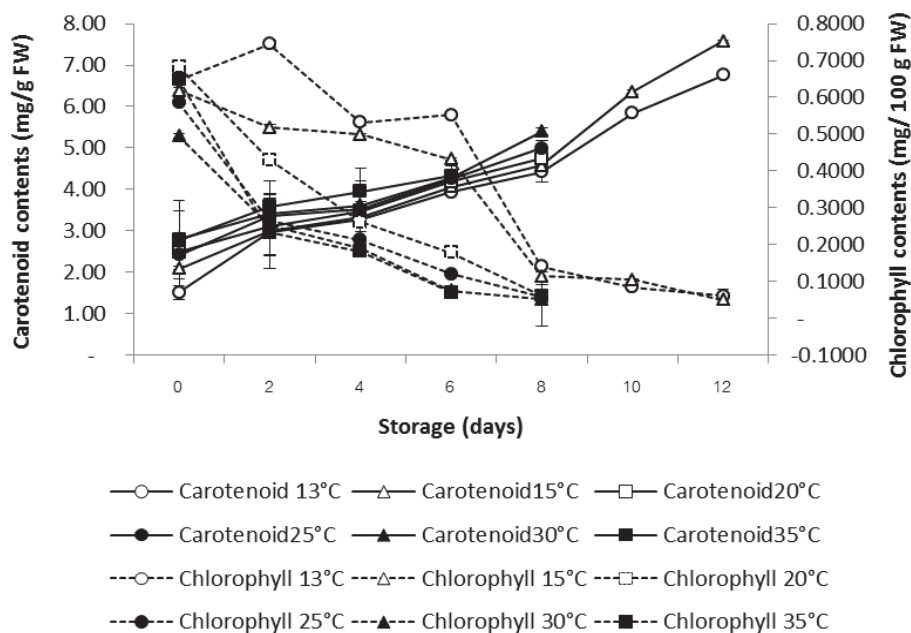 Carotenoid contents (mg/g FW)
8.00
7.00
6.00
5.00
4.00
3.00
2.00
1.00
-
0.8000
0.7000
0.6000
0.5000
0.4000
0.3000
0.2000
0.1000
-
-0.1000
Chlorophyll contents (mg/ 100 g FW)
0 2 4 6 8 10 12
Storage (days)
Carotenoid 13°C Carotenoid15°C Carotenoid20°C
Carotenoid25°C Carotenoid30°C Carotenoid35°C
Chlorophyll 13°C Chlorophyll 15°C Chlorophyll 20°C
Chlorophyll 25°C Chlorophyll 30°C Chlorophyll 35°C